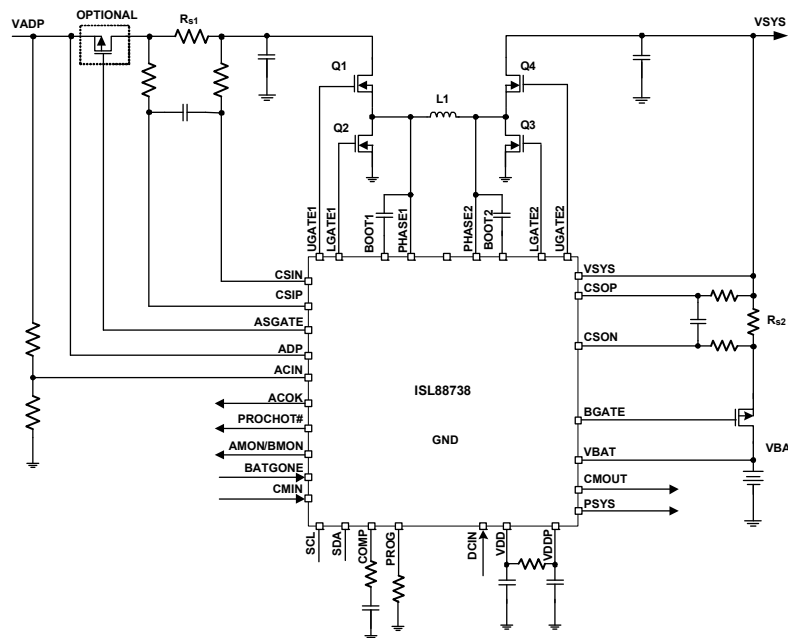 OPTIONAL
VADP
Rs1
VSYS
Q1
Q4
L1
Q2
Q3
UGATE1
LGATE1
BOOT1
PHASE1
PHASE2
BOOT2
LGATE2
UGATE2
CSIN
VSYS
CSIP
CSOP
ASGATE
Rs2
ADP
CSON
ACIN
ISL88738
ACOK
PROCHOT#
BGATE
GND
AMON/BMON
VBAT
VBA
BATGONE
CMOUT
CMIN
PSYS
SCL
SDA
COMP
PROG
DCIN
VDD
VDDP